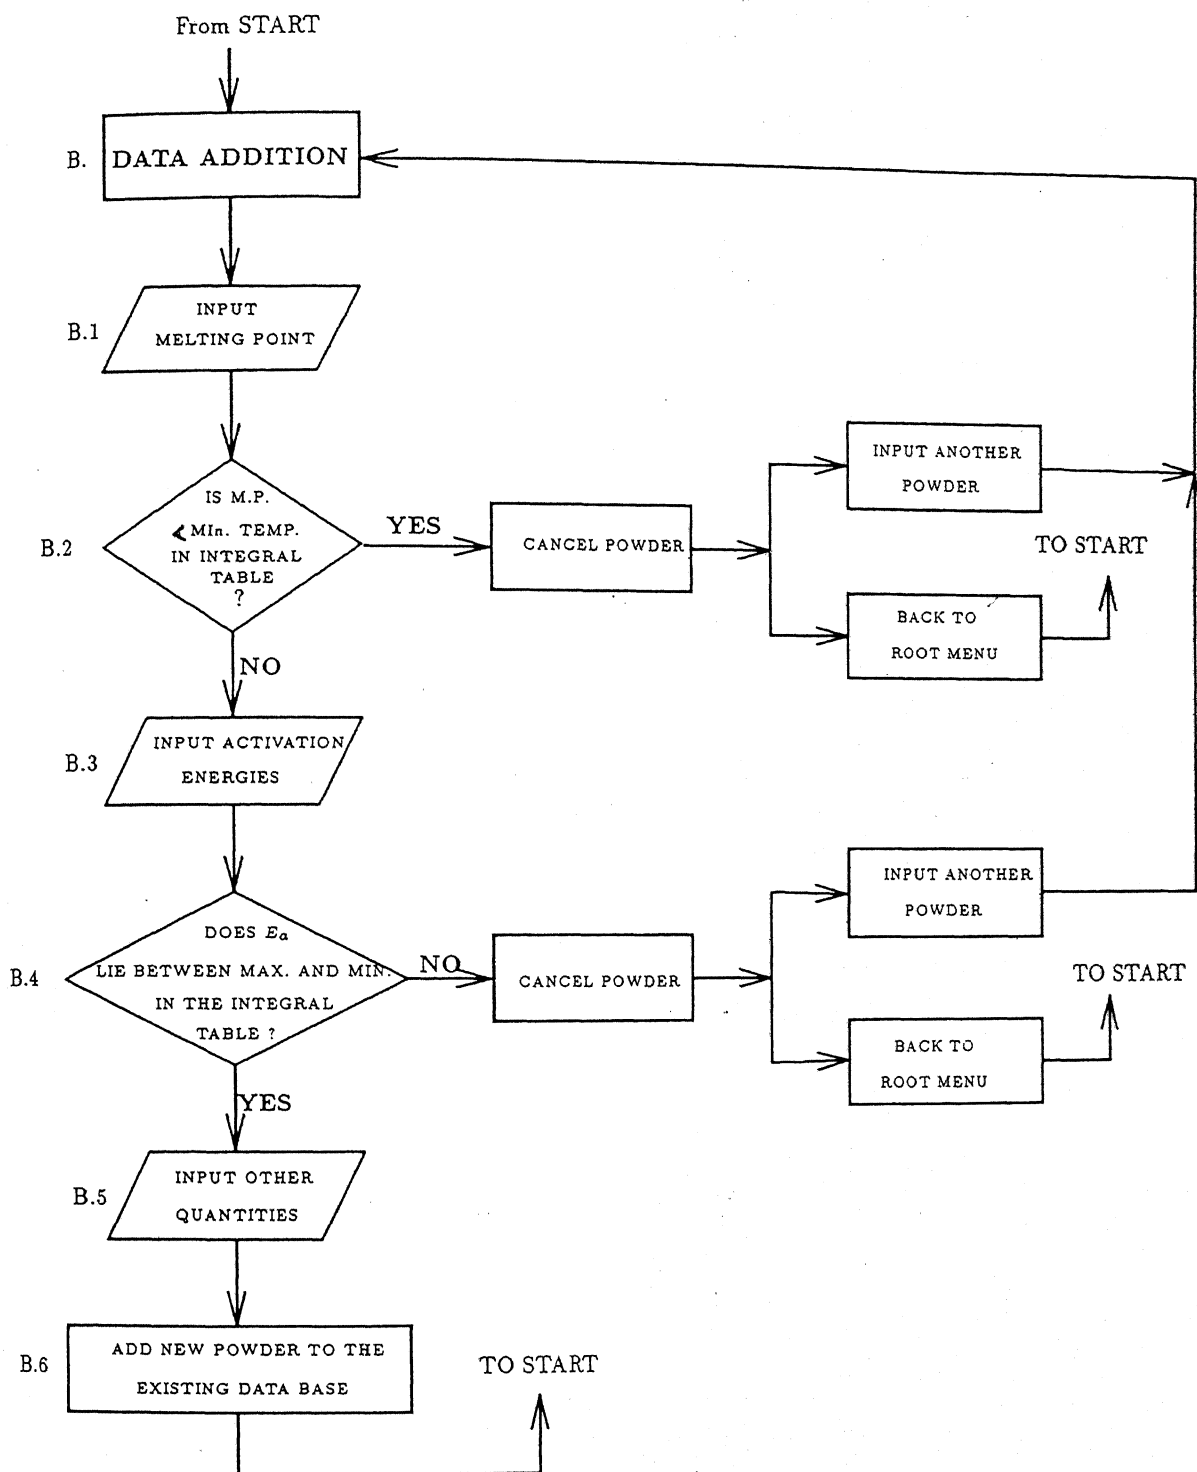 From START
B.
DATA ADDITION
B.1
INPUT
MELTING POINT
B.2
IS M.P.
< MIn. TEMP.
IN INTEGRAL
TABLE
?
YES
CANCEL POWDER
INPUT ANOTHER
POWDER
TO START
BACK TO
ROOT MENU
NO
B.3
INPUT ACTIVATION
ENERGIES
B.4
DOES Ea
LIE BETWEEN MAX. AND MIN.
IN THE INTEGRAL
TABLE ?
NO
CANCEL POWDER
INPUT ANOTHER
POWDER
TO START
BACK TO
ROOT MENU
YES
B.5
INPUT OTHER
QUANTITIES
B.6
ADD NEW POWDER TO THE
EXISTING DATA BASE
TO START